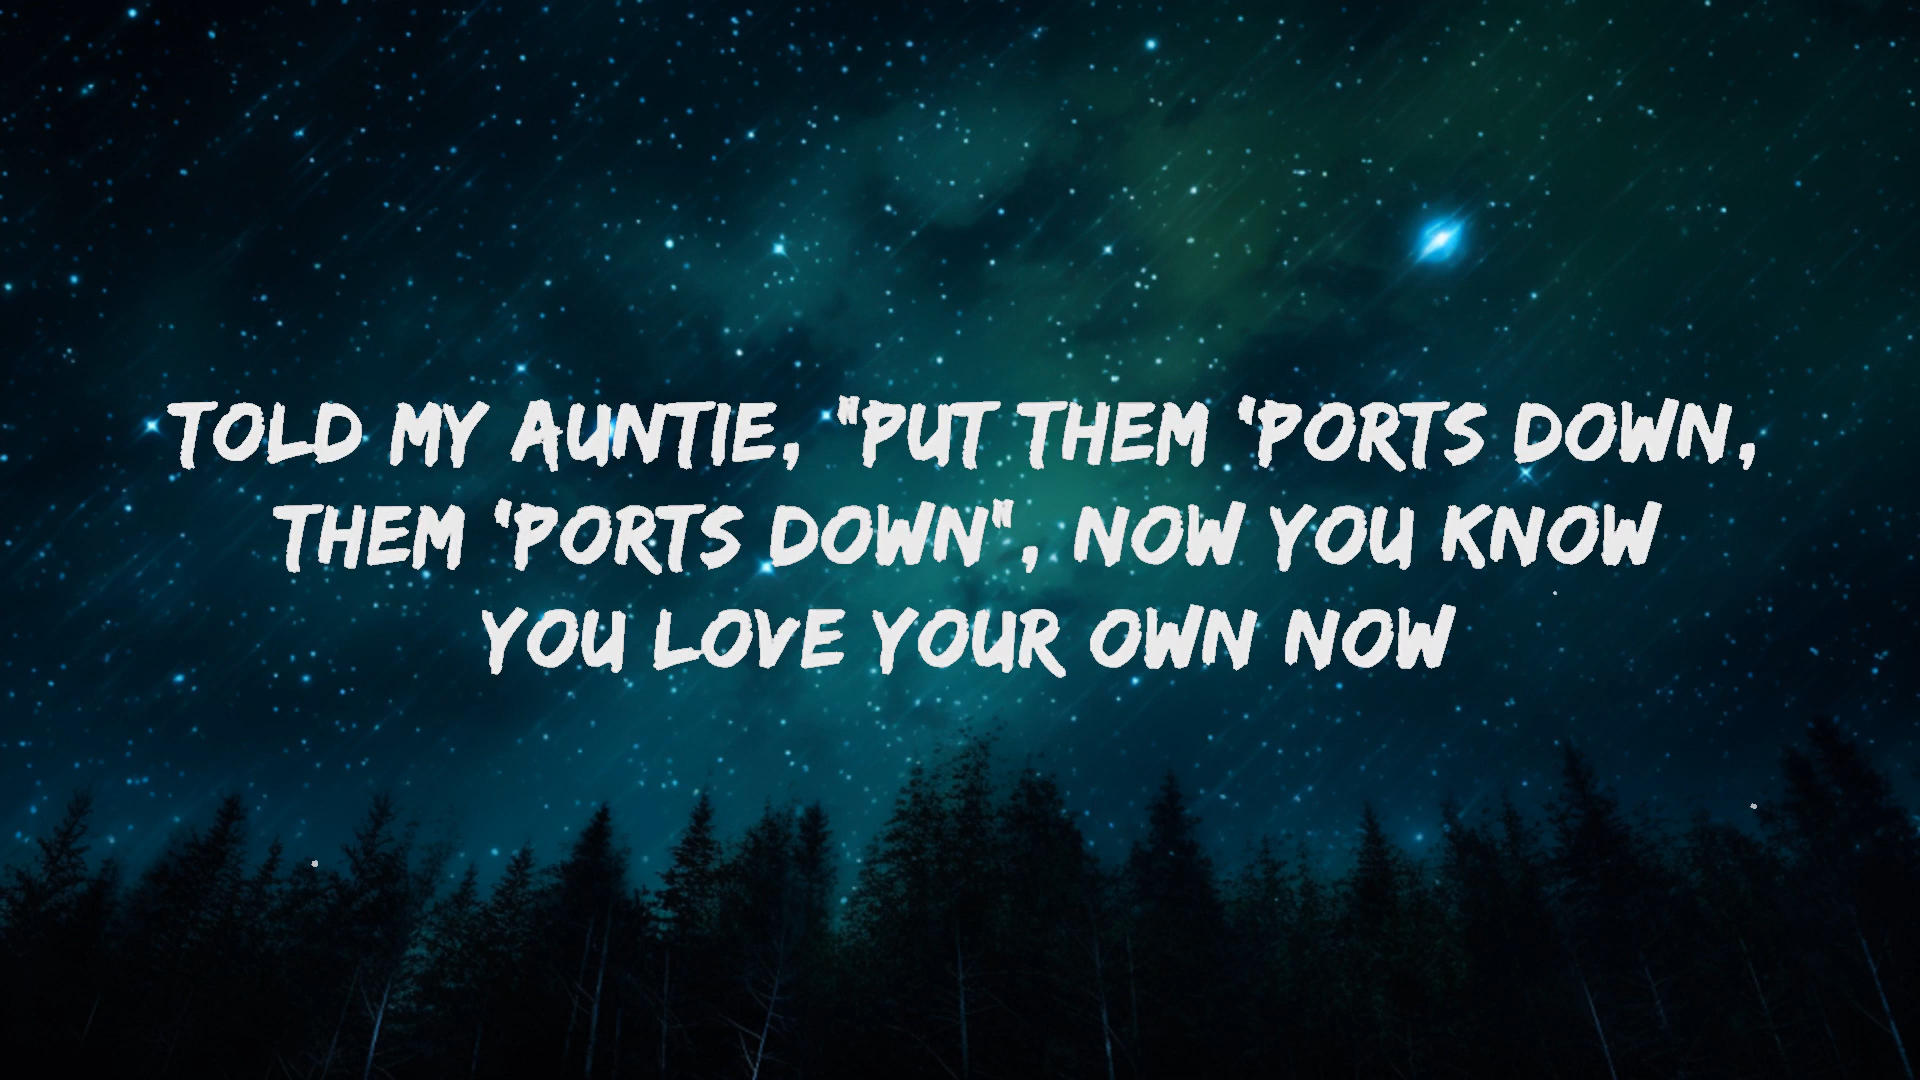 TOLD MY AUNTIE, "PUT THEM 'PORTS DOWN,
THEM 'PORTS DOWN", NOW YOU KNOW
YOU LOVE YOUR OWN NOW